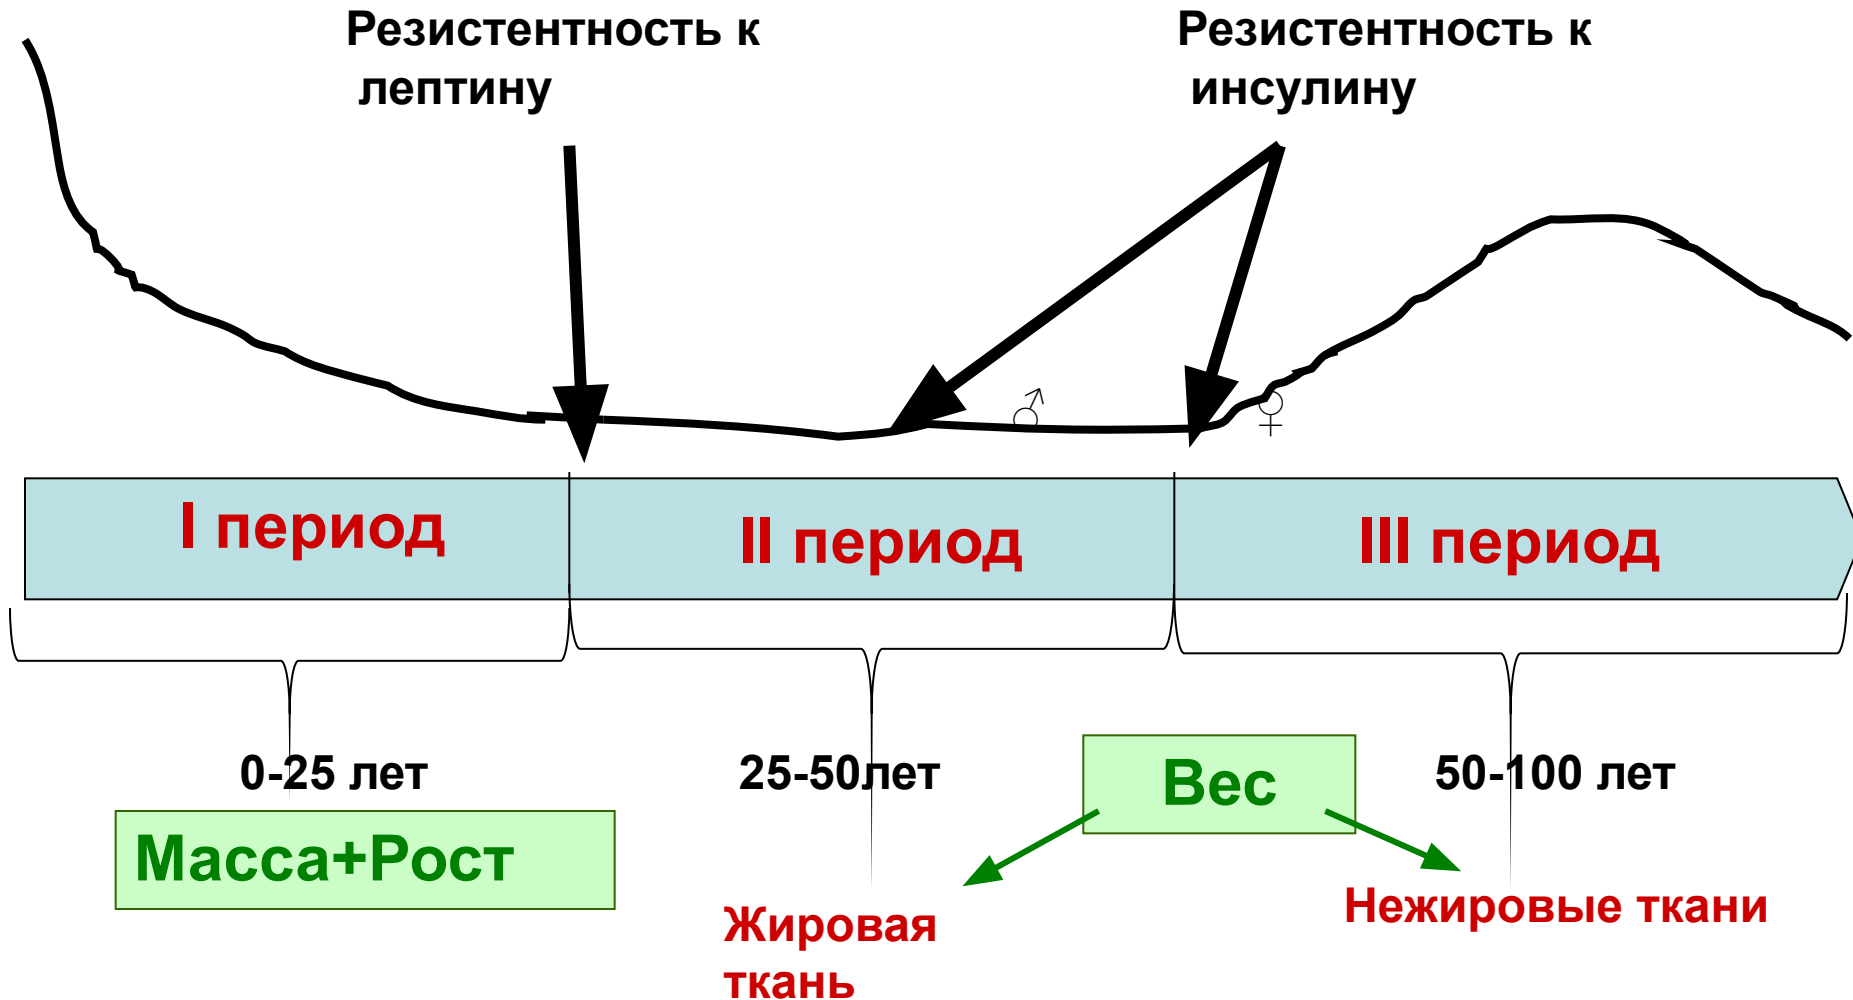 Резистентность к
лептину
Резистентность к
инсулину
♂
♀
I период
II период
III период
0-25 лет
25-50лет
50-100 лет
Вес
Масса+Рост
Жировая
ткань
Нежировые ткани